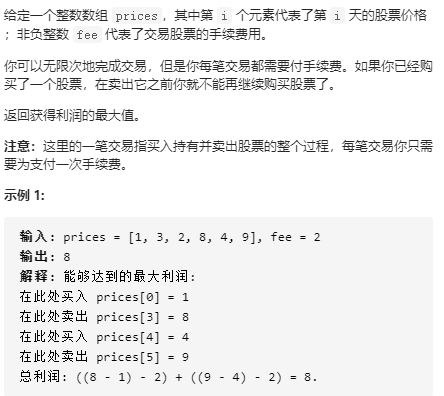 给定一个整数数组 prices，其中第 i 个元素代表了第 i 天的股票价格
；非负整数 fee 代表了交易股票的手续费用。
你可以无限次地完成交易，但是你每笔交易都需要付手续费。如果你已经购
买了一个股票，在卖出它之前你就不能再继续购买股票了。
返回获得利润的最大值。
注意：这里的一笔交易指买入持有并卖出股票的整个过程，每笔交易你只需
要为支付一次手续费。
示例 1:
输入: prices = [1, 3, 2, 8, 4, 9], fee = 2
输出: 8
解释: 能够达到的最大利润:
在此处买入 prices[0] = 1
在此处卖出 prices[3] = 8
在此处买入 prices[4] = 4
在此处卖出 prices[5] = 9
总利润: ((8 - 1) - 2) + ((9 - 4) - 2) = 8.